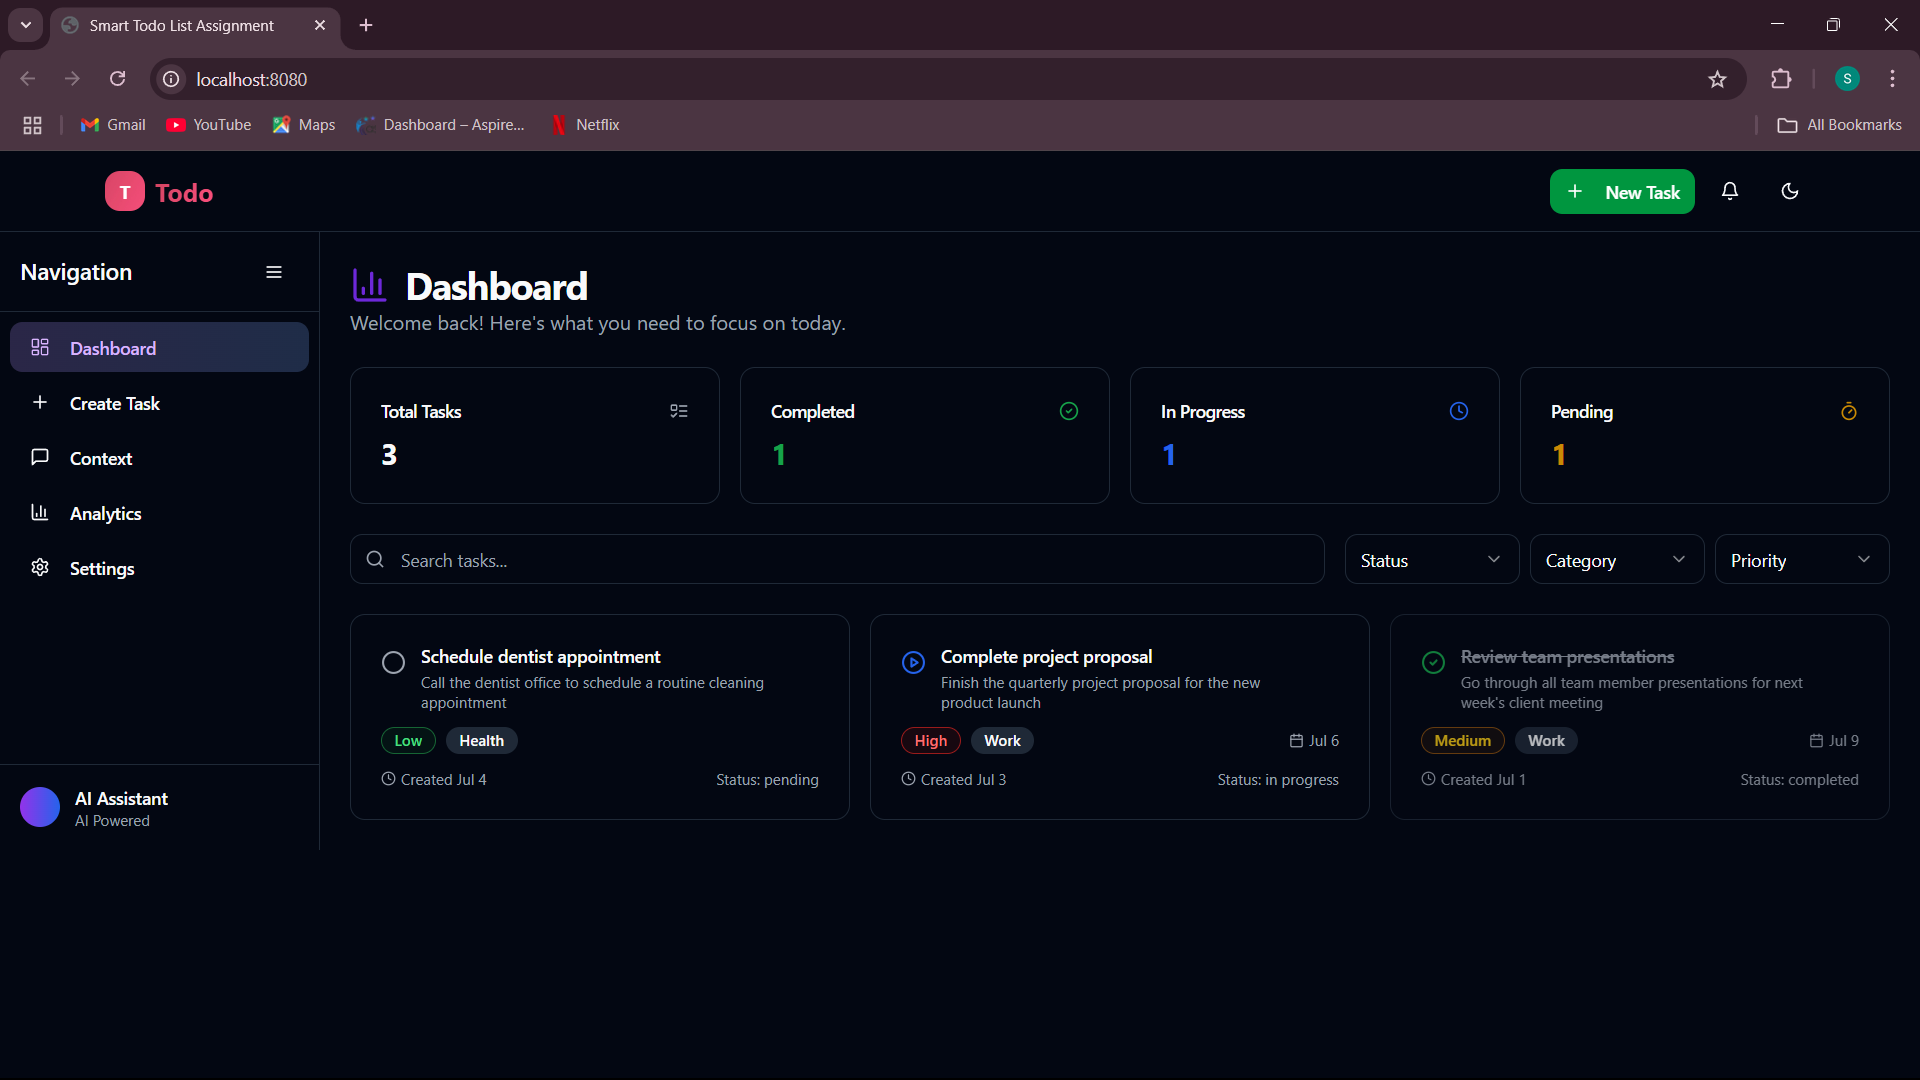 Smart Todo List Assignment
localhost:8080
S
Gmail
YouTube
Maps
Dashboard – Aspire...
Netflix
All Bookmarks
T
Todo
New Task
Navigation
Dashboard
Create Task
Context
Analytics
Settings
AI Assistant
AI Powered
Dashboard
Welcome back! Here's what you need to focus on today.
Total Tasks
3
Completed
1
In Progress
1
Pending
1
Search tasks...
Status
Category
Priority
Schedule dentist appointment
Call the dentist office to schedule a routine cleaning
appointment
Low
Health
Created Jul 4
Status: pending
Complete project proposal
Finish the quarterly project proposal for the new
product launch
High
Work
Jul 6
Created Jul 3
Status: in progress
Review team presentations
Go through all team member presentations for next
week's client meeting
Medium
Work
Jul 9
Created Jul 1
Status: completed